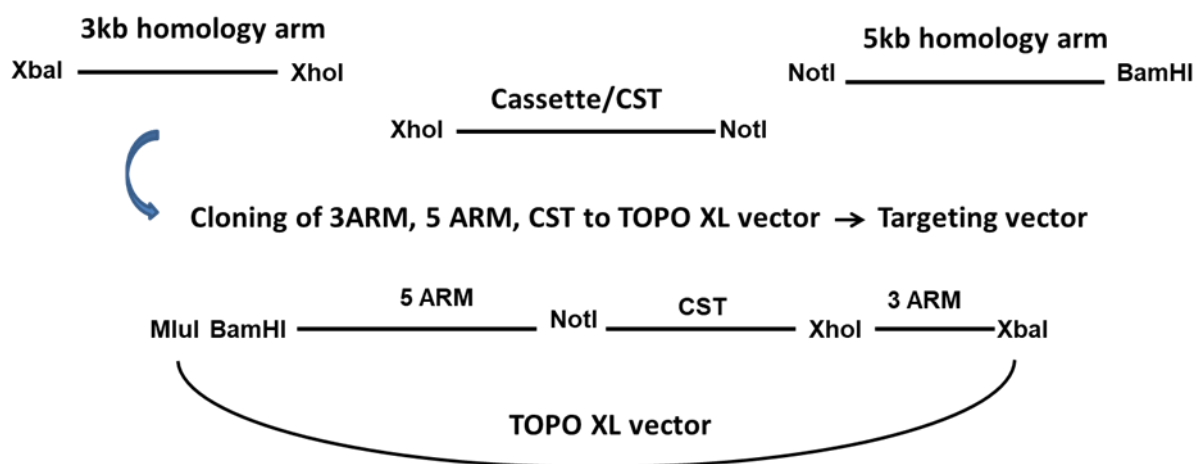 3kb homology arm
XbaI XhoI
5kb homology arm
NotI BamHI
Cassette/CST
XhoI NotI
Cloning of 3ARM, 5 ARM, CST to TOPO XL vector → Targeting vector
5 ARM CST 3 ARM
MluI BamHI NotI XhoI XbaI
TOPO XL vector